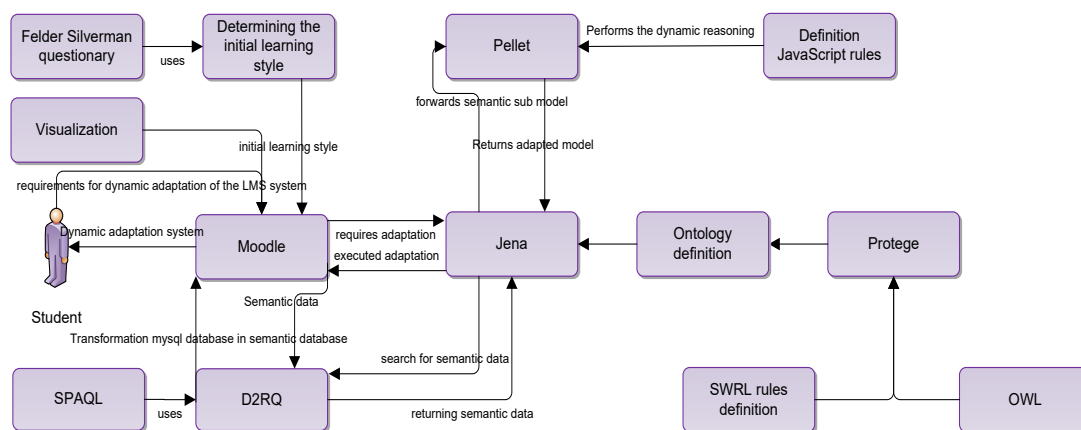 Felder Silverman
questionary
uses
Determining the
initial learning
style
Pellet
Performs the dynamic reasoning
Definition
JavaScript rules
forwards semantic sub model
Visualization
initial learning style
Returns adapted model
requirements for dynamic adaptation of the LMS system
Dynamic adaptation system
Moodle
requires adaptation
executed adaptation
Jena
Ontology
definition
Protege
Student
Semantic data
Transformation mysql database in semantic database
search for semantic data
SPAQL
uses
D2RQ
returning semantic data
SWRL rules
definition
OWL